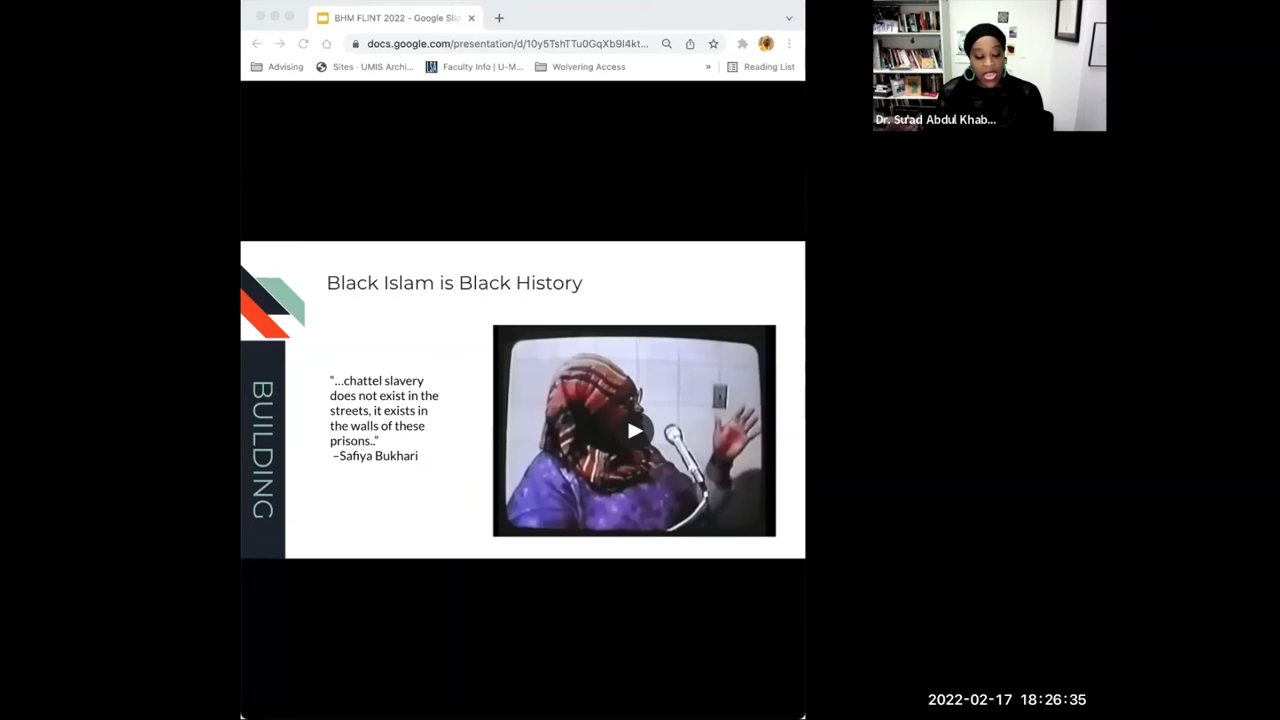 BHM FLINT 2022 - Google Slid
docs.google.com/presentation/d/10y5TshTTu0GqXb9I4kt...
Advising
Sites · UMIS Archi...
Faculty Info | U-M...
Wolvering Access
»
Reading List
Dr. Su'ad Abdul Khab...
Black Islam is Black History
BUILDING
“...chattel slavery
does not exist in the
streets, it exists in
the walls of these
prisons..”
–Safiya Bukhari
2022-02-17 18:26:35